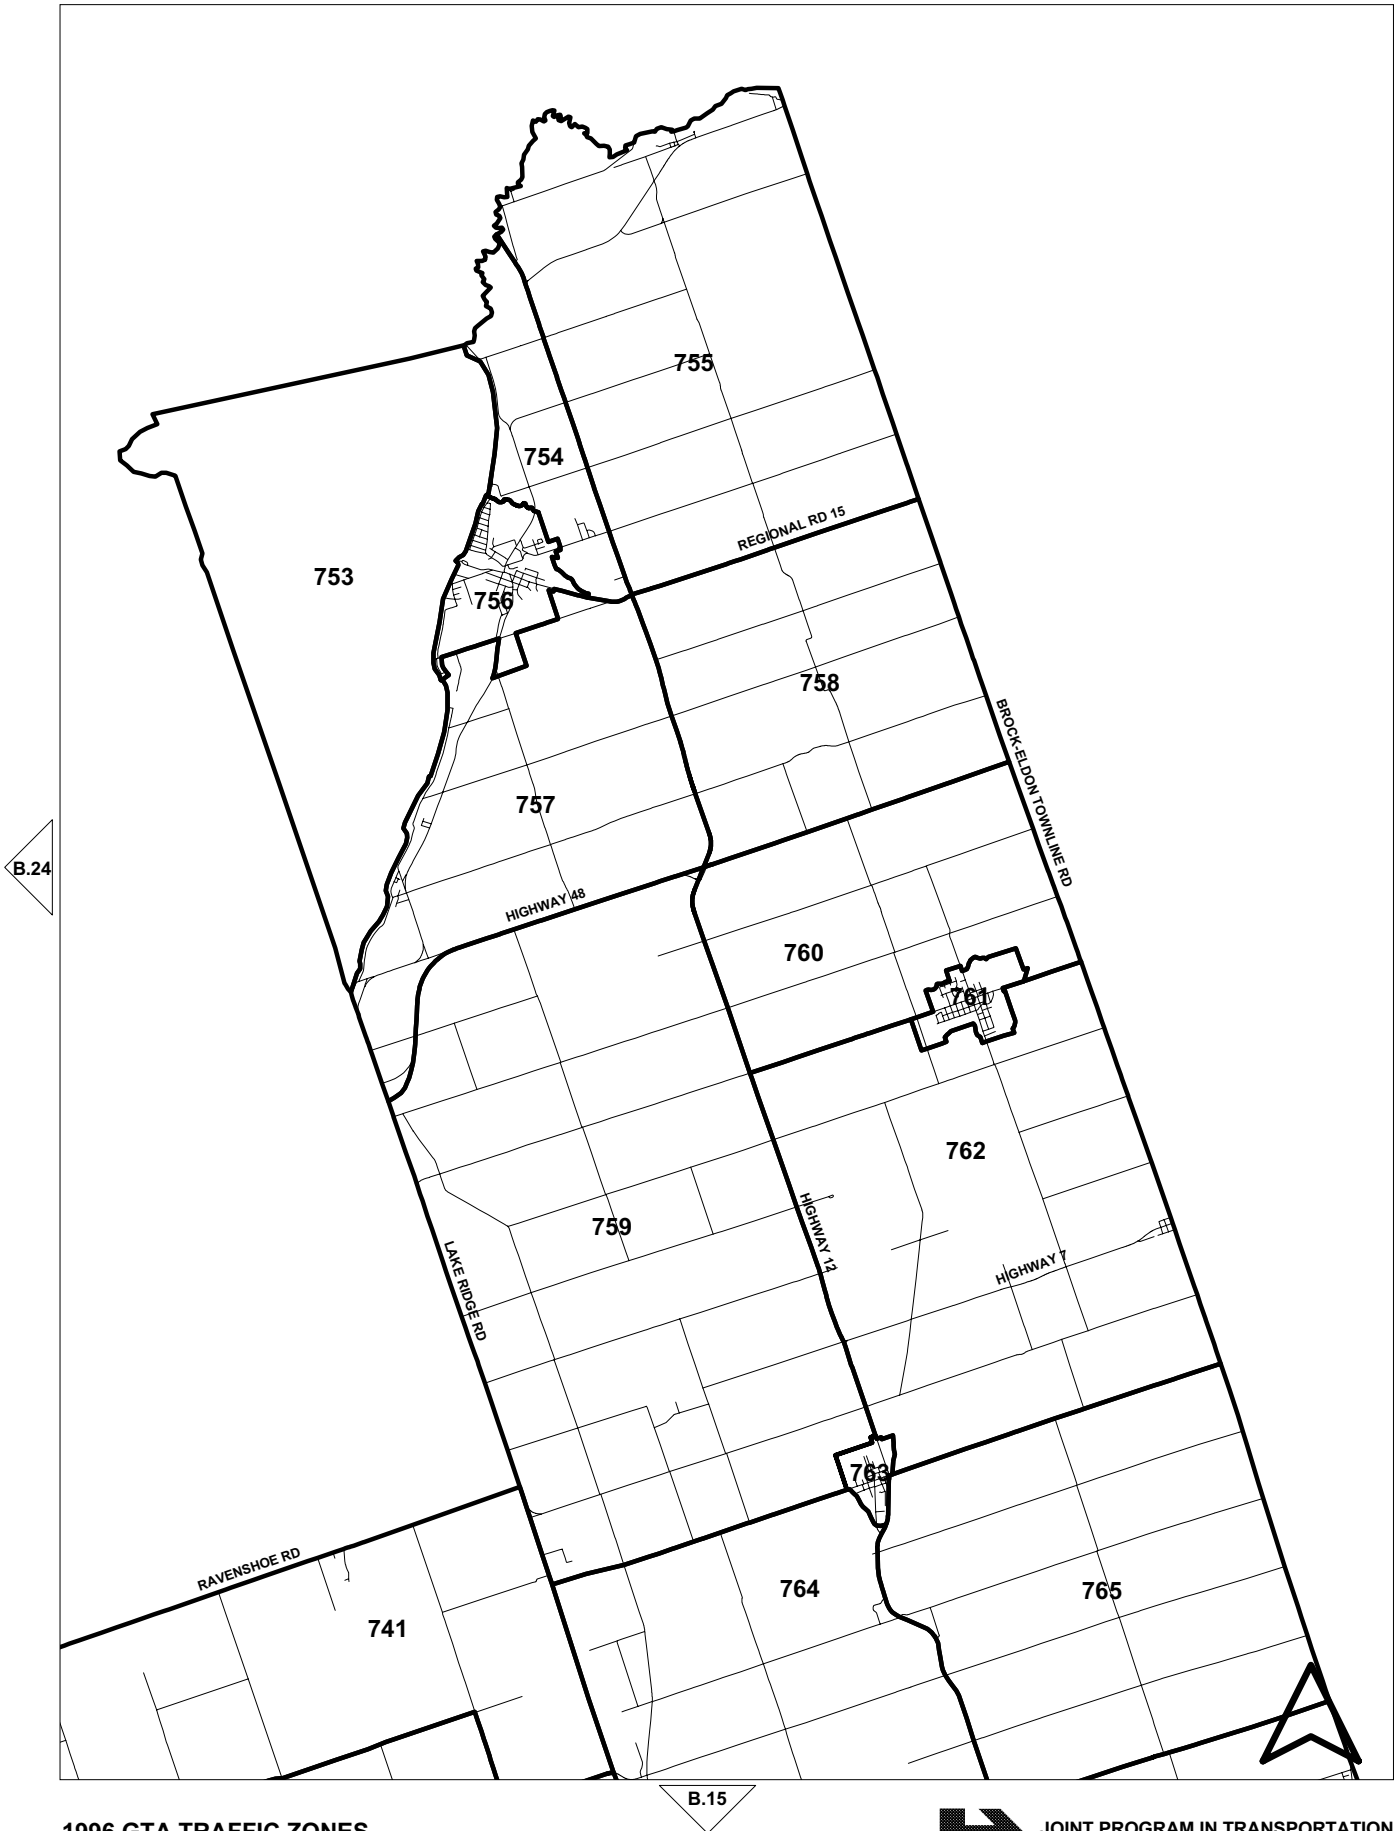 755
754
REGIONAL RD 15
753
756
758
BROCK-ELDON TOWNLINE RD
757
B.24
HIGHWAY 48
760
761
762
HIGHWAY 12
759
HIGHWAY 7
LAKE RIDGE RD
763
RAVENSHOE RD
764
765
741
B.15
1996 GTA TRAFFIC ZONES
JOINT PROGRAM IN TRANSPORTATION